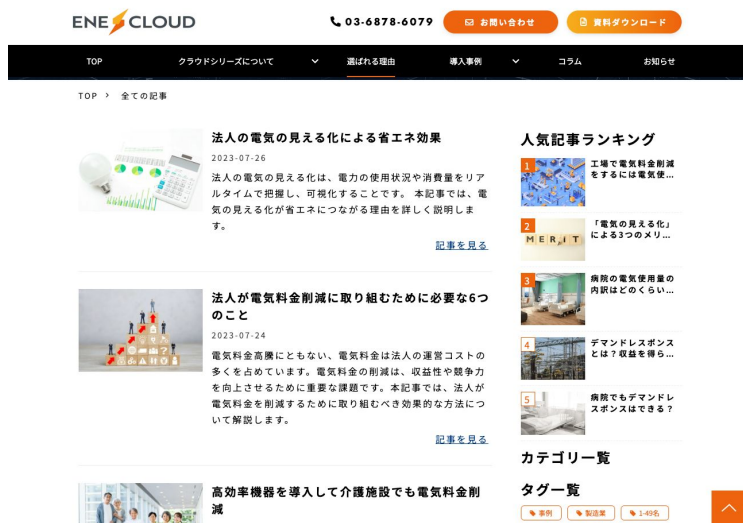 ENE CLOUD
03-6878-6079
お問い合わせ
資料ダウンロード
TOP
クラウドシリーズについて
選ばれる理由
導入事例
コラム
お知らせ
TOP > 全ての記事
法人の電気の見える化による省エネ効果
2023-07-26
法人の電気の見える化は、電力の使用状況や消費量をリア
ルタイムで把握し、可視化することです。 本記事では、電
気の見える化が省エネにつながる理由を詳しく説明しま
す。
記事を見る
法人が電気料金削減に取り組むために必要な6つ
のこと
2023-07-24
電気料金高騰にともない、電気料金は法人の運営コストの
多くを占めています。電気料金の削減は、収益性や競争力
を向上させるために重要な課題です。本記事では、法人が
電気料金を削減するために取り組むべき効果的な方法につ
いて解説します。
記事を見る
高効率機器を導入して介護施設でも電気料金削
減
人気記事ランキング
1
工場で電気料金削減
をするには電気使...
2
MERIT
「電気の見える化」
による3つのメリ...
3
病院の電気使用量の
内訳はどのくらい...
4
デマンドレスポンス
とは？収益を得ら...
5
病院でもデマンドレ
スポンスはできる？
カテゴリ一覧
タグ一覧
事例
製造業
1-49名